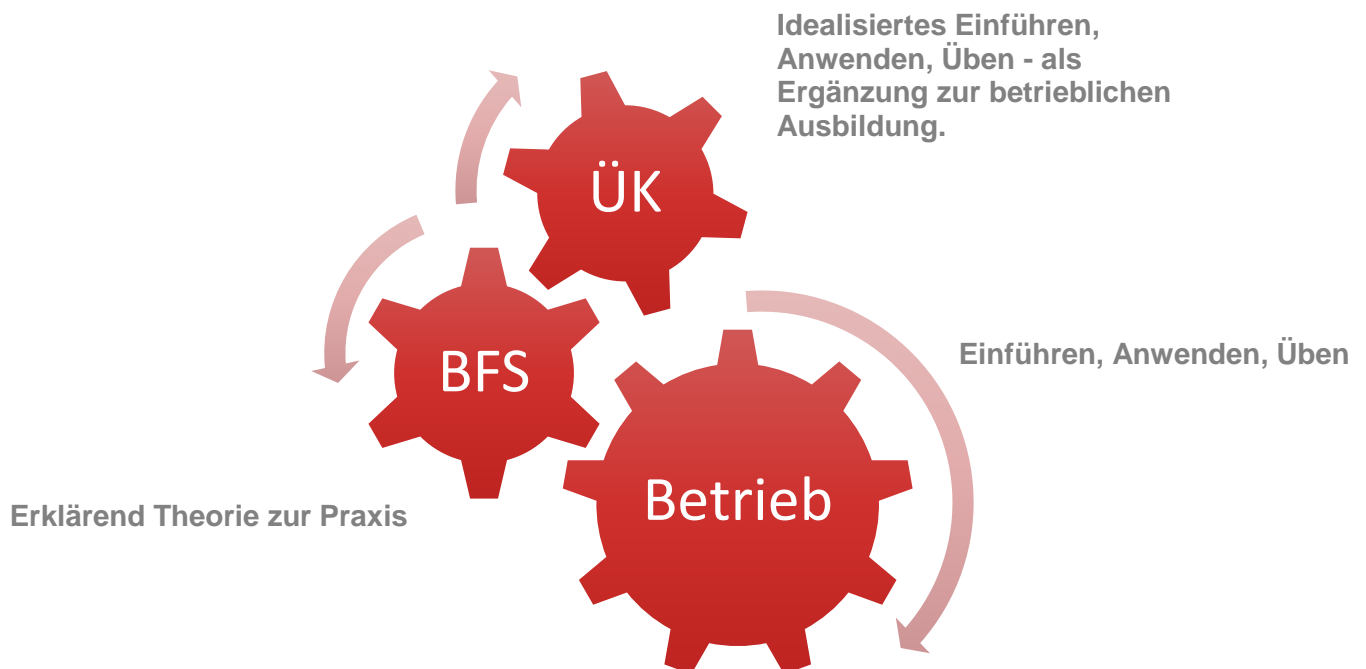 Idealisiertes Einführen,
Anwenden, Üben - als
Ergänzung zur betrieblichen
Ausbildung.
ÜK
Einführen, Anwenden, Üben
BFS
Betrieb
Erklärend Theorie zur Praxis